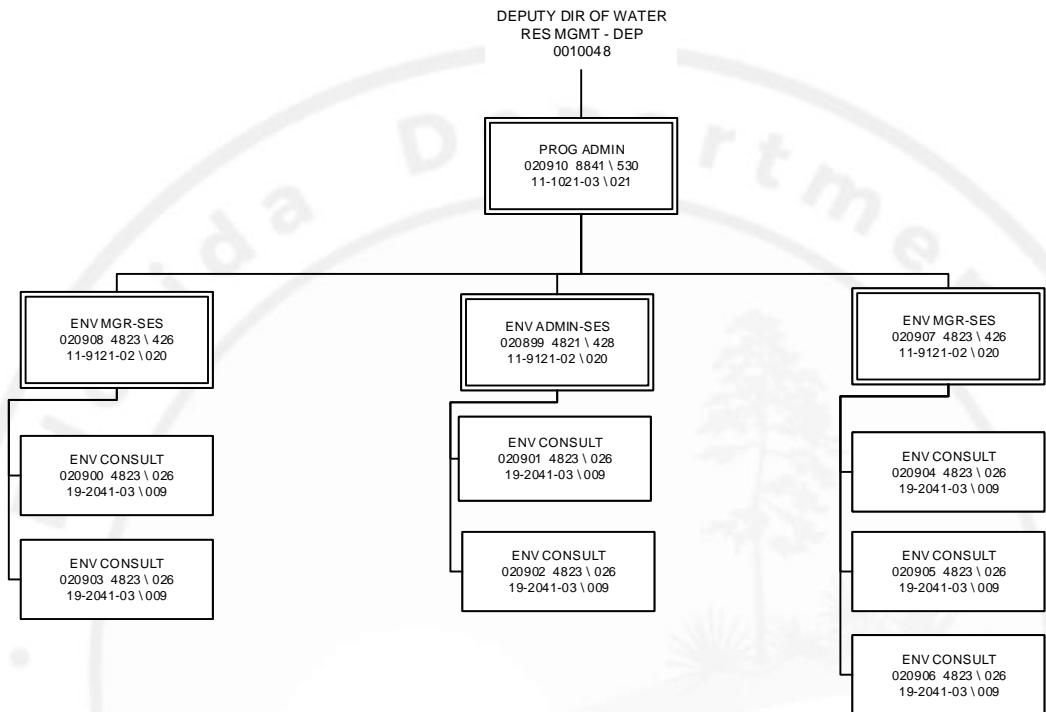 DEPUTY DIR OF WATER
RES MGMT - DEP
0010048
PROG ADMIN
020910 8841 \ 530
11-1021-03 \ 021
ENV MGR-SES
020908 4823 \ 426
11-9121-02 \ 020
ENV CONSULT
020900 4823 \ 026
19-2041-03 \ 009
ENV CONSULT
020903 4823 \ 026
19-2041-03 \ 009
ENV ADMIN-SES
020899 4821 \ 428
11-9121-02 \ 020
ENV CONSULT
020901 4823 \ 026
19-2041-03 \ 009
ENV CONSULT
020902 4823 \ 026
19-2041-03 \ 009
ENV MGR-SES
020907 4823 \ 426
11-9121-02 \ 020
ENV CONSULT
020904 4823 \ 026
19-2041-03 \ 009
ENV CONSULT
020905 4823 \ 026
19-2041-03 \ 009
ENV CONSULT
020906 4823 \ 026
19-2041-03 \ 009